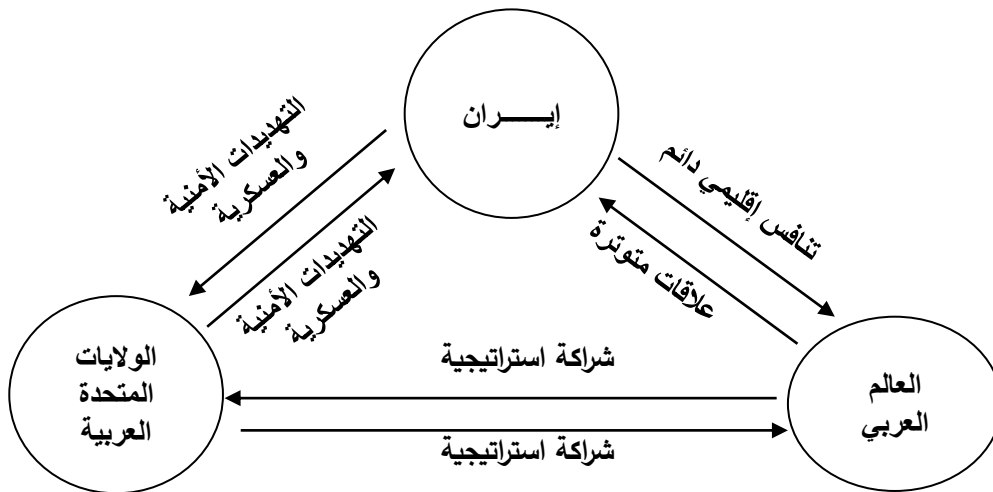 إيــــــران
التهديدات الأمنية
والعسكرية
التهديدات الأمنية
والعسكرية
تنافس إقليمي دائم
علاقات متوترة
الولايات
المتحدة
العربية
شراكة استراتيجية
شراكة استراتيجية
العالم
العربي